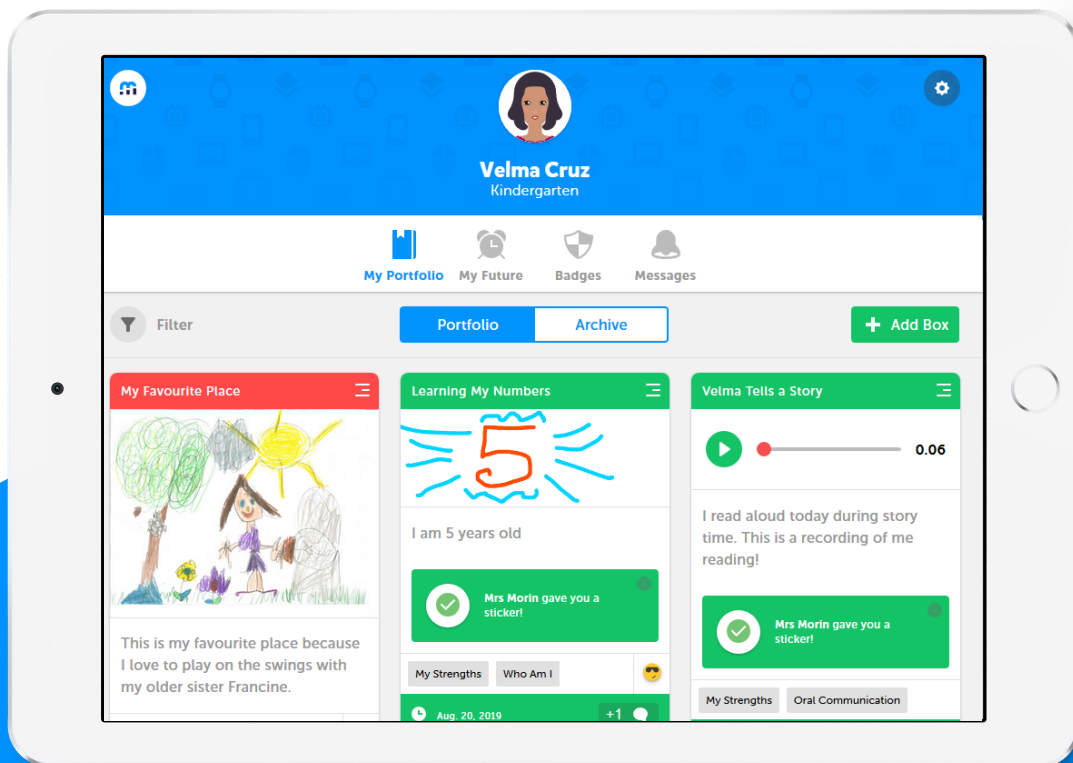 m
Velma Cruz
Kindergarten
My Portfolio
My Future
Badges
Messages
Filter
Portfolio
Archive
+ Add Box
My Favourite Place
This is my favourite place because
I love to play on the swings with
my older sister Francine.
Learning My Numbers
5
I am 5 years old
Mrs Morin gave you a
sticker!
My Strengths
Who Am I
Aug. 20, 2019
+1
Velma Tells a Story
0.06
I read aloud today during story
time. This is a recording of me
reading!
Mrs Morin gave you a
sticker!
My Strengths
Oral Communication